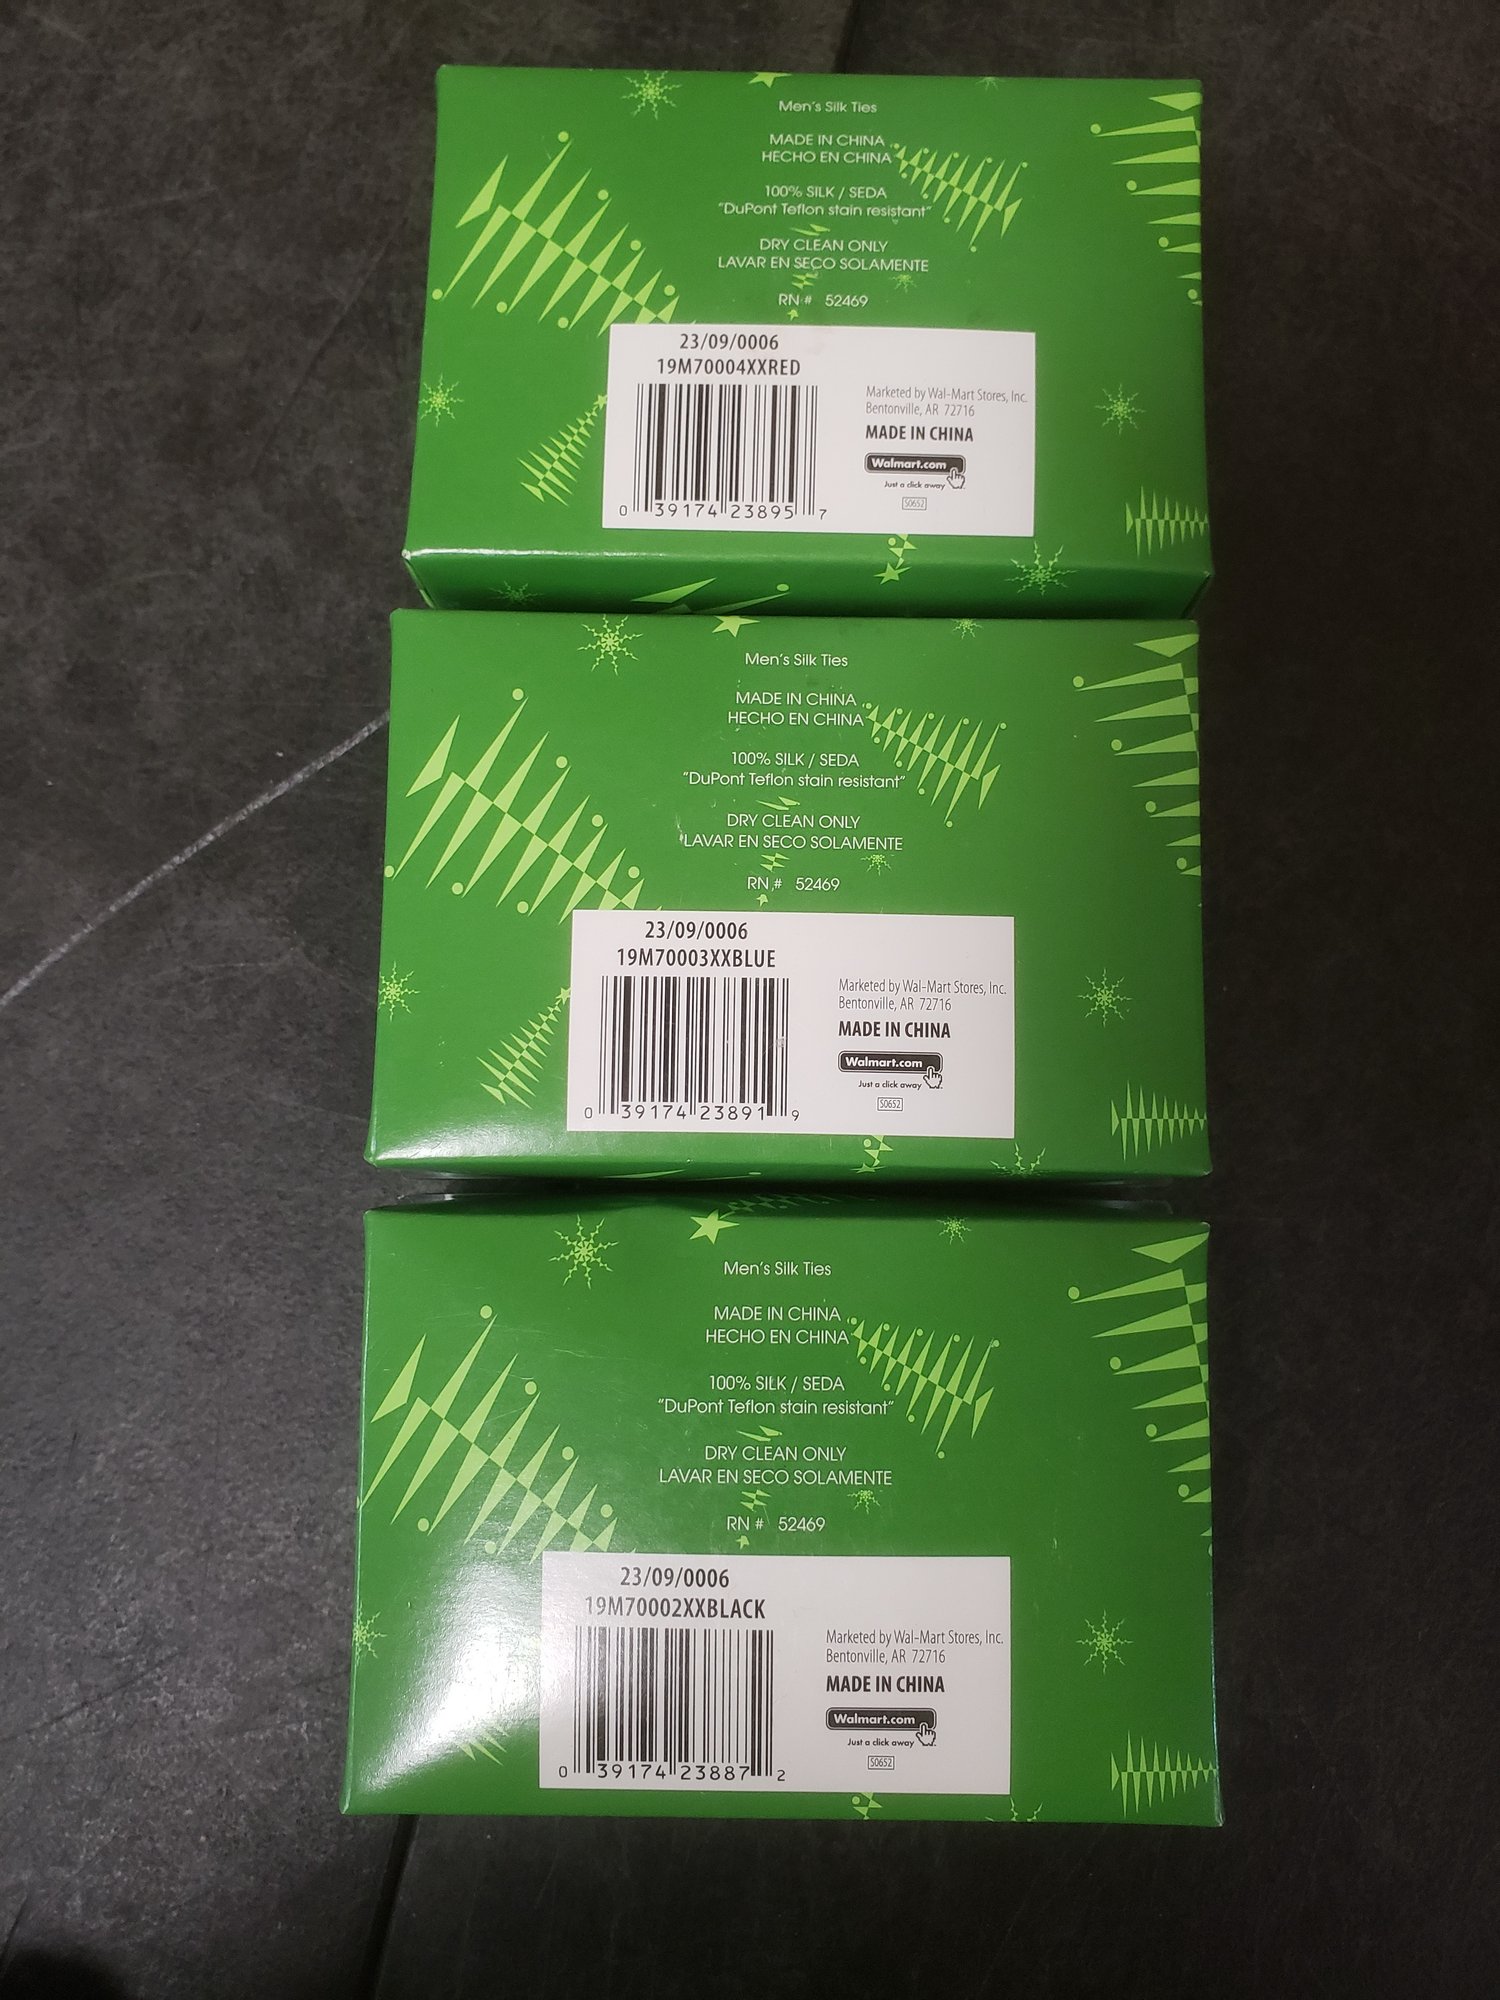 Men's Silk Ties
MADE IN CHINA
HECHO EN CHINA
100% SILK / SEDA
"DuPont Teflon stain resistant"
DRY CLEAN ONLY
LAVAR EN SECO SOLAMENTE
RN # 52469
23/09/0006
19M70004XXRED
0 39174 23895 7
Marketed by Wal-Mart Stores, Inc.
Bentonville, AR 72716
MADE IN CHINA
Walmart.com
Just a click away
S0652
Men's Silk Ties
MADE IN CHINA
HECHO EN CHINA
100% SILK / SEDA
"DuPont Teflon stain resistant"
DRY CLEAN ONLY
LAVAR EN SECO SOLAMENTE
RN # 52469
23/09/0006
19M70003XXBLUE
0 39174 23891 9
Marketed by Wal-Mart Stores, Inc.
Bentonville, AR 72716
MADE IN CHINA
Walmart.com
Just a click away
S0652
Men's Silk Ties
MADE IN CHINA
HECHO EN CHINA
100% SILK / SEDA
"DuPont Teflon stain resistant"
DRY CLEAN ONLY
LAVAR EN SECO SOLAMENTE
RN # 52469
23/09/0006
19M70002XXBLACK
0 39174 23887 2
Marketed by Wal-Mart Stores, Inc.
Bentonville, AR 72716
MADE IN CHINA
Walmart.com
Just a click away
S0652